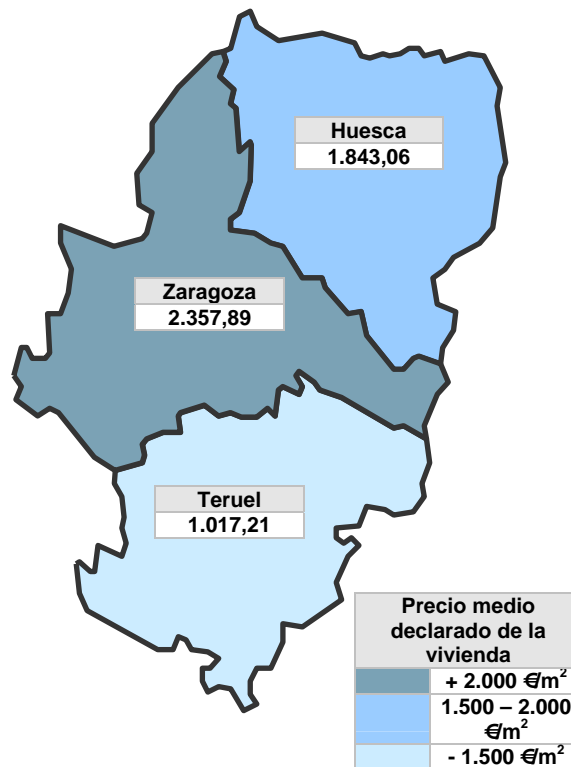 Huesca
1.843,06
Zaragoza
2.357,89
Teruel
1.017,21
Precio medio
declarado de la
vivienda
+ 2.000 €/m²
1.500 – 2.000
€/m²
- 1.500 €/m²